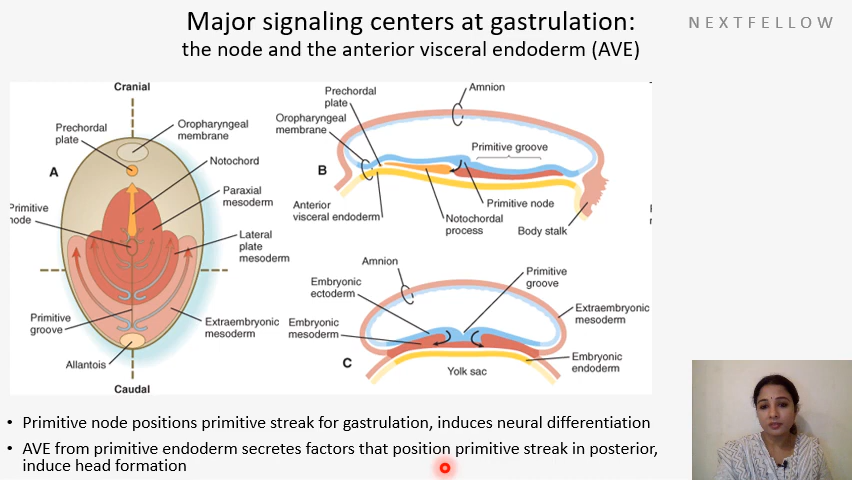 Major signaling centers at gastrulation:
the node and the anterior visceral endoderm (AVE)
NEXTFELLOW
Cranial
Prechordal
plate
Oropharyngeal
membrane
A
Notochord
Paraxial
mesoderm
Primitive
node
Lateral
plate
mesoderm
Primitive
groove
Extraembryonic
mesoderm
Allantois
Caudal
Prechordal
plate
Amnion
Oropharyngeal
membrane
Primitive groove
B
Anterior
visceral endoderm
Primitive node
Notochordal
process
Body stalk
Amnion
Primitive
groove
Embryonic
ectoderm
Extraembryonic
mesoderm
Embryonic
mesoderm
C
Yolk sac
Embryonic
endoderm
• Primitive node positions primitive streak for gastrulation, induces neural differentiation
• AVE from primitive endoderm secretes factors that position primitive streak in posterior,
induce head formation